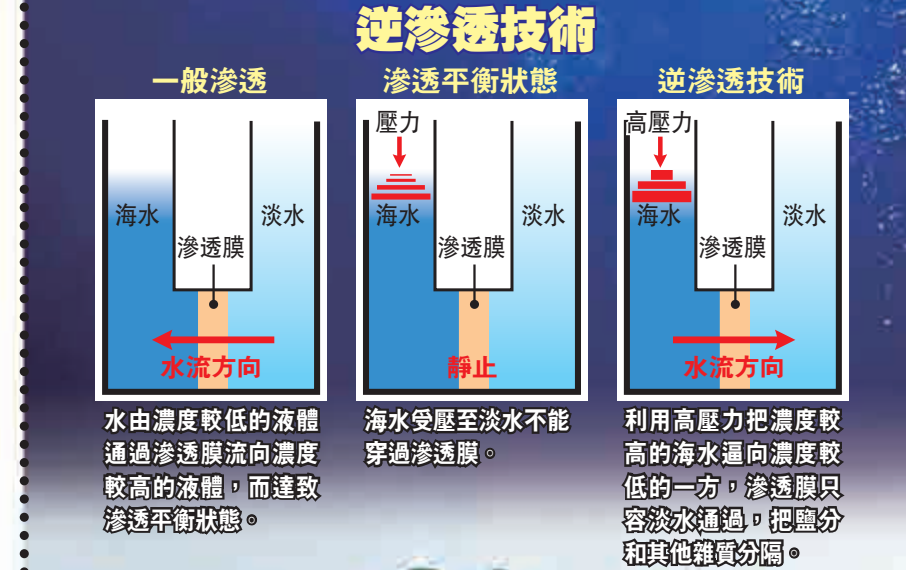 逆滲透技術
一般滲透
海水
淡水
滲透膜
水流方向
水由濃度較低的液體
通過滲透膜流向濃度
較高的液體，而達致
滲透平衡狀態。
滲透平衡狀態
壓力
海水
淡水
滲透膜
靜止
海水受壓至淡水不能
穿過滲透膜。
逆滲透技術
高壓力
海水
淡水
滲透膜
水流方向
利用高壓力把濃度較
高的海水逼向濃度較
低的一方，滲透膜只
容淡水通過，把鹽分
和其他雜質分隔。